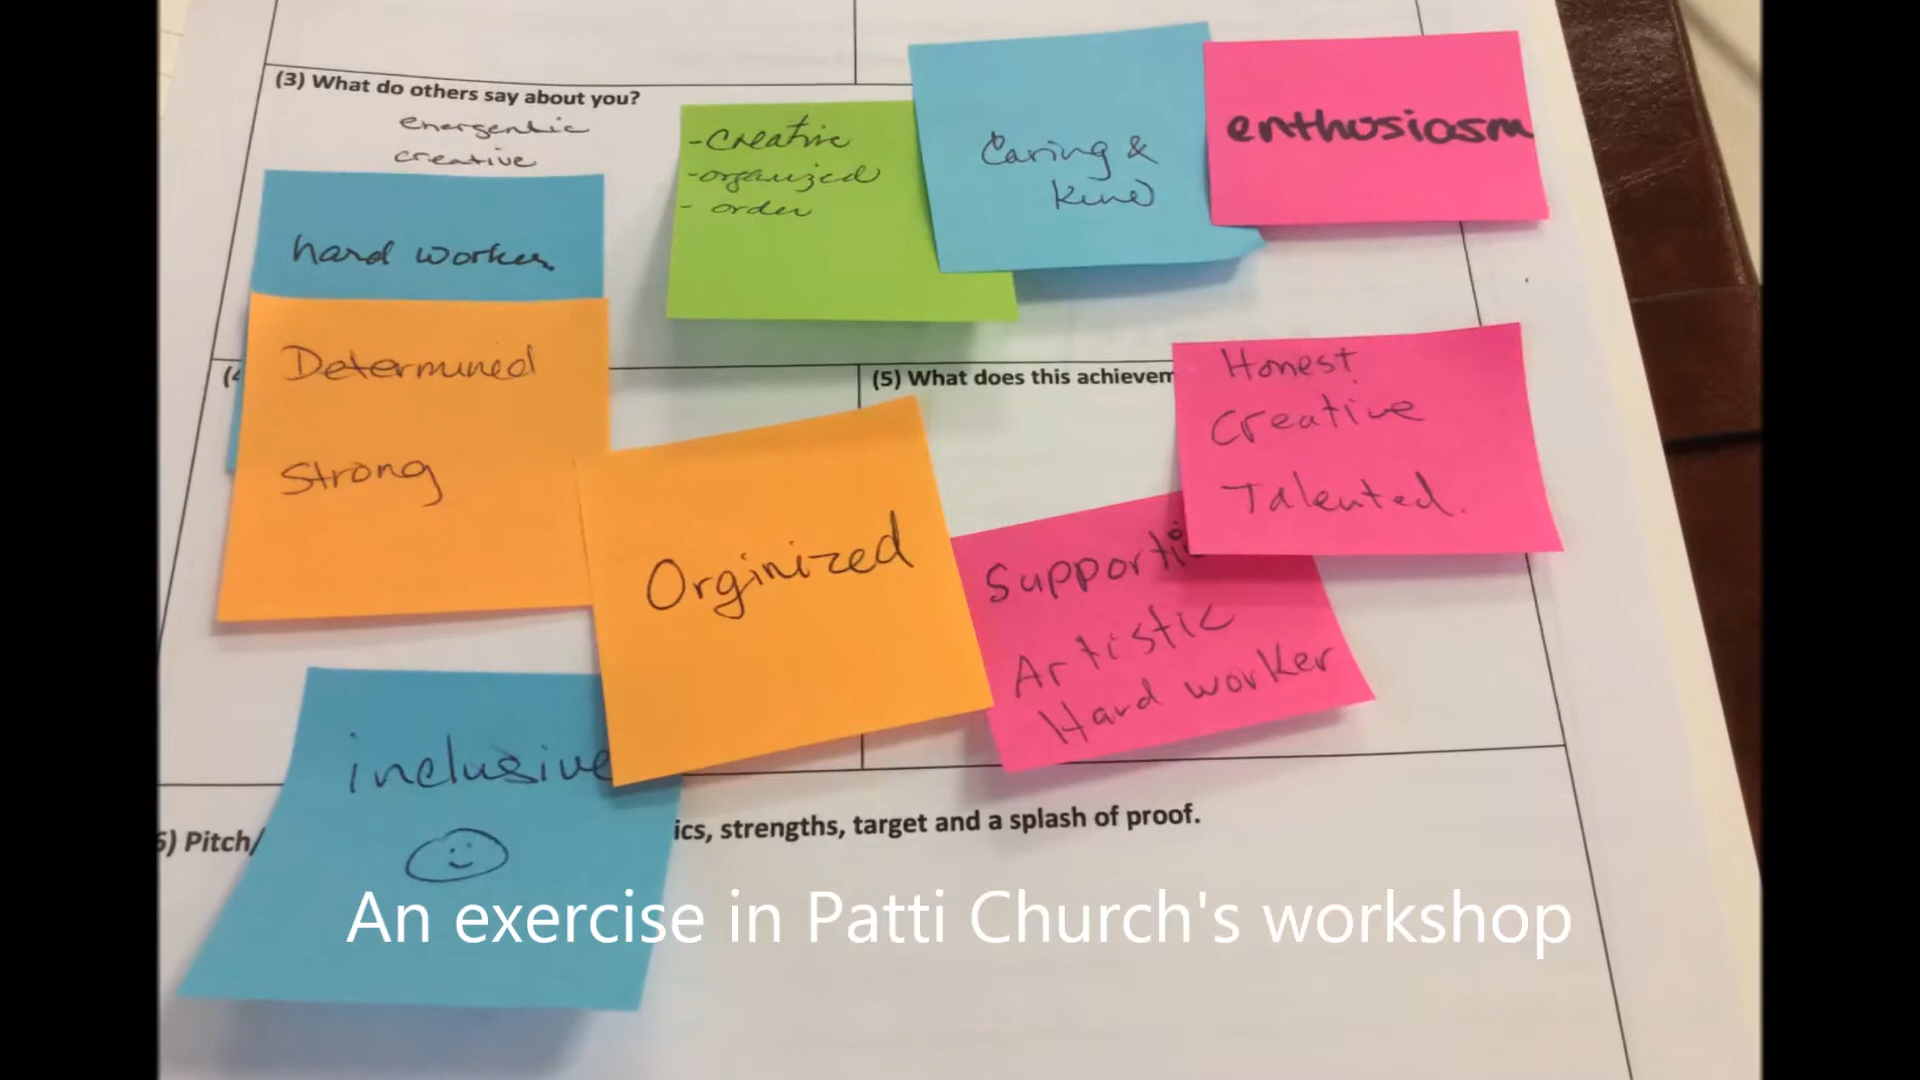 (3) What do others say about you?
energentic
creative
hard worker
- creative
- organized
- order
Caring &
Kind
enthusiasm
Determined
Strong
(5) What does this achievem
Honest
Creative
Talented.
Orginized
Supporti
Artistic
Hard worker
inclusive
6) Pitch/
ics, strengths, target and a splash of proof.
An exercise in Patti Church's workshop